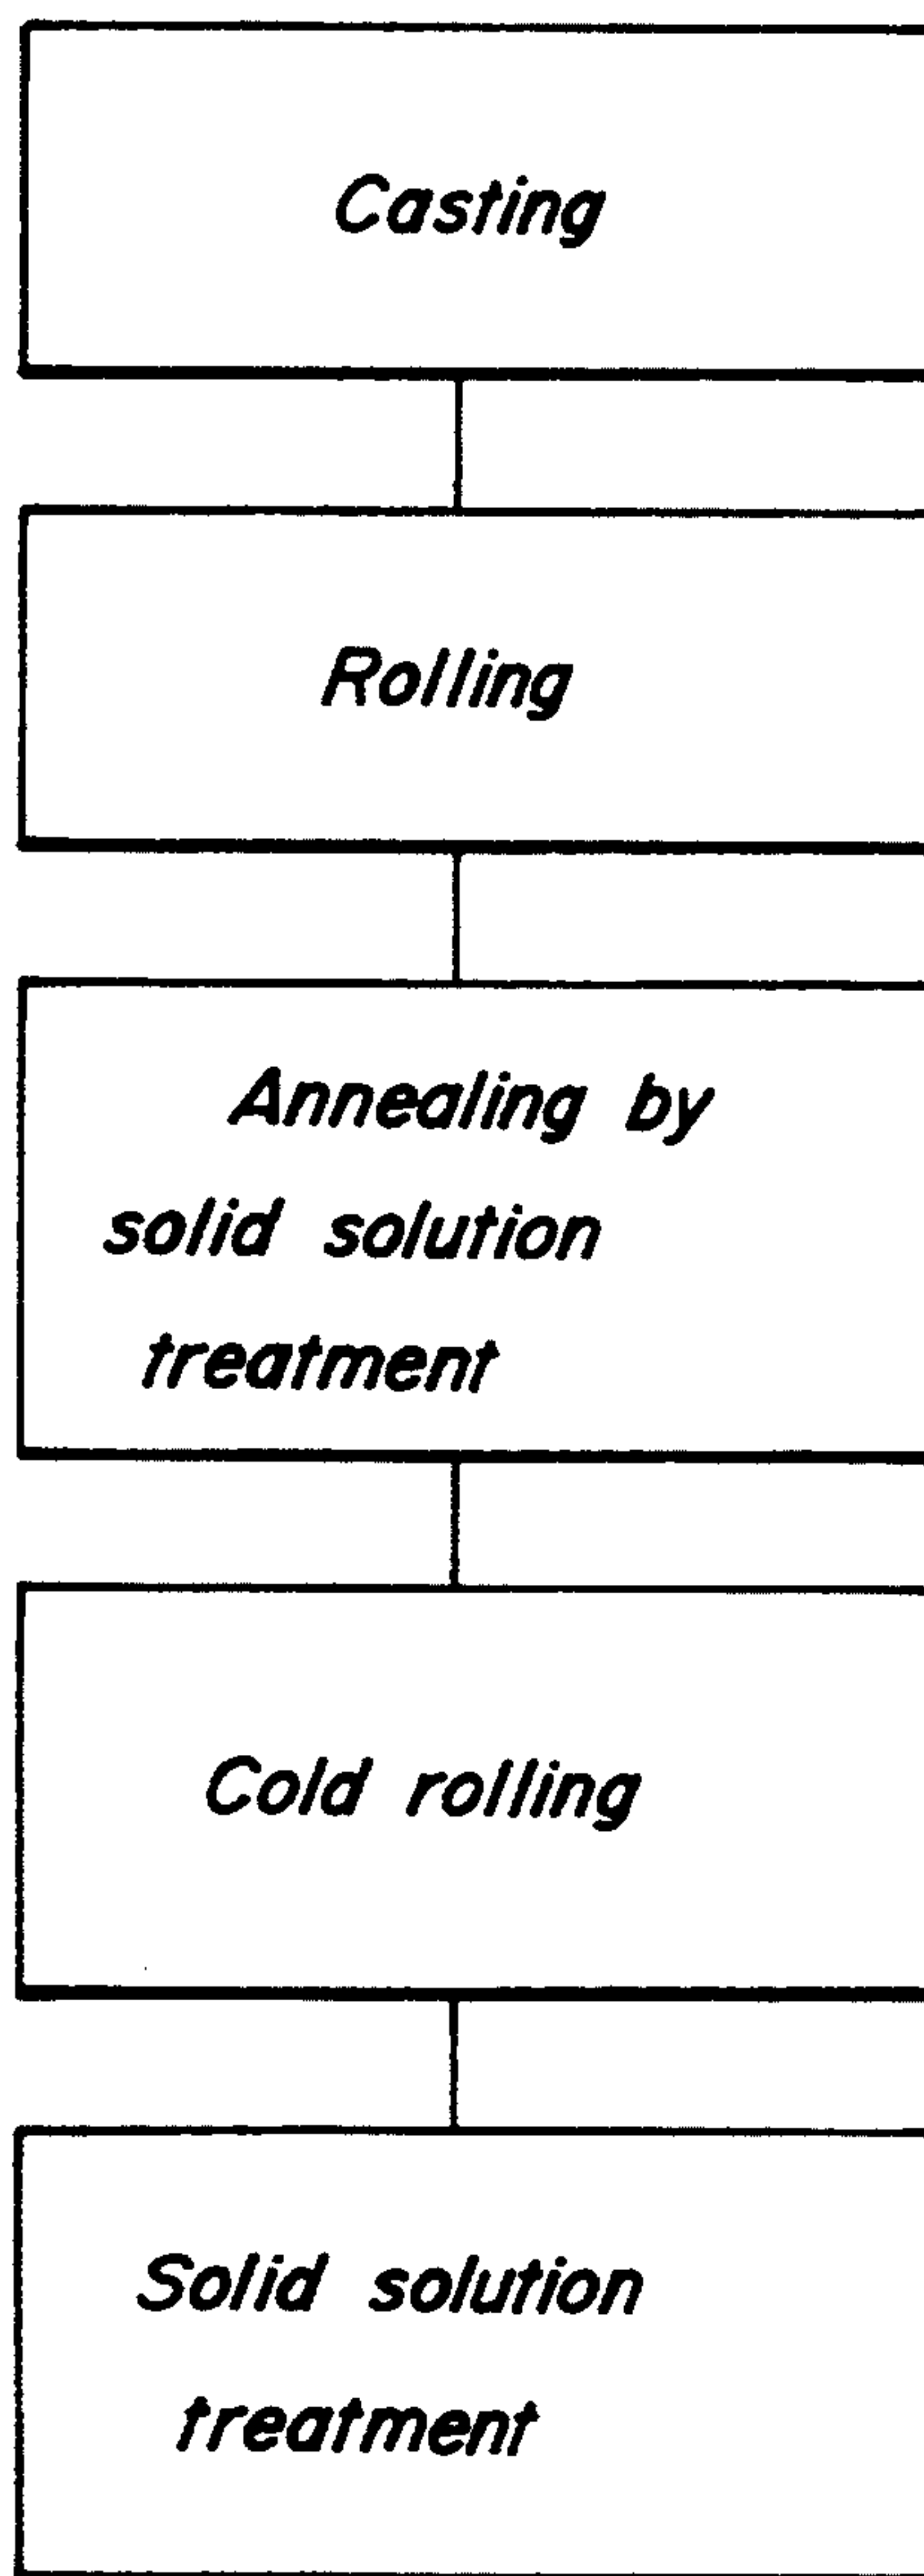 Casting
Rolling
Annealing by
solid solution
treatment
Cold rolling
Solid solution
treatment